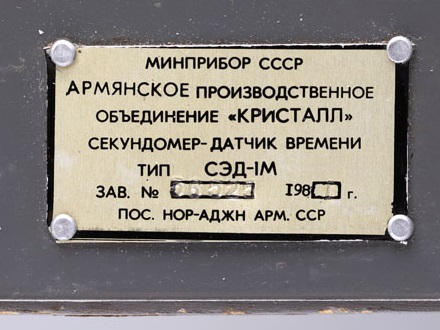 МИНПРИБОР СССР
АРМЯНСКОЕ ПРОИЗВОДСТВЕННОЕ
ОБЪЕДИНЕНИЕ «КРИСТАЛЛ»
СЕКУНДОМЕР-ДАТЧИК ВРЕМЕНИ
ТИП СЭД-1М
ЗАВ. № г.
ПОС. НОР-АДЖН АРМ. ССР